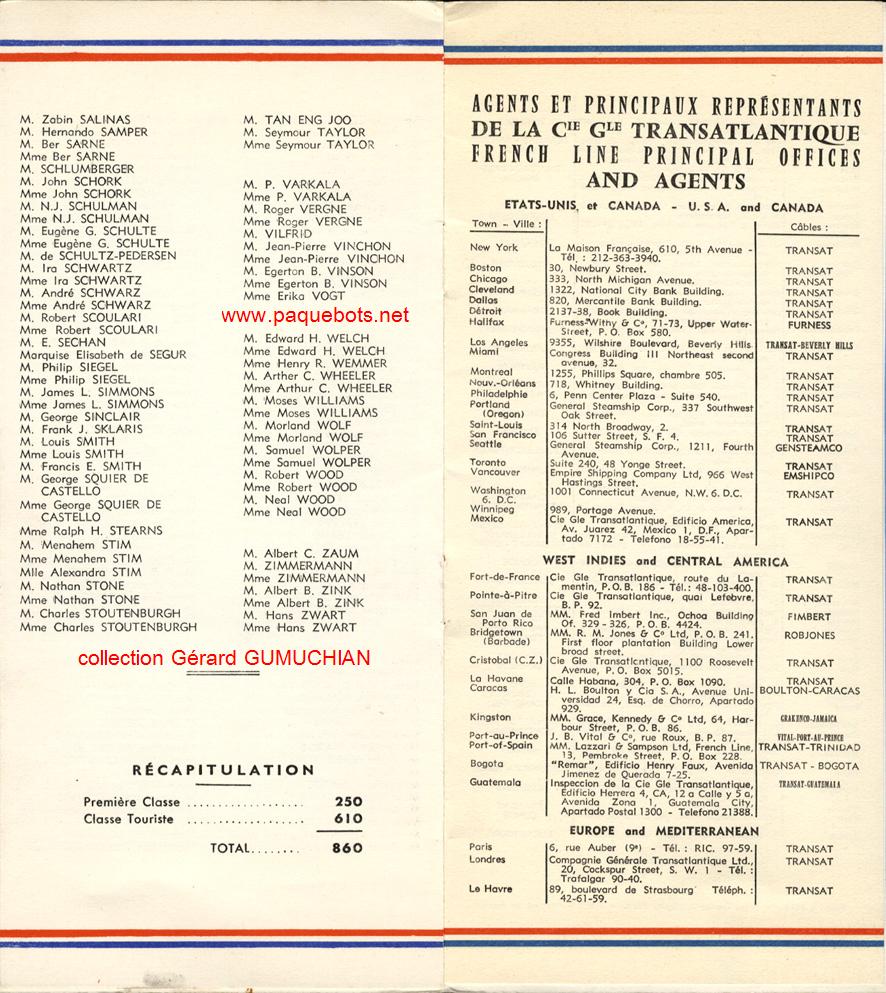 M. Zabin SALINAS
M. Hernando SAMPER
M. Ber SARNE
Mme Ber SARNE
M. SCHLUMBERGER
M. John SCHORK
Mme John SCHORK
M. N.J. SCHULMAN
Mme N.J. SCHULMAN
M. Eugène G. SCHULTE
Mme Eugène G. SCHULTE
M. de SCHULTZ-PEDERSEN
M. Ira SCHWARTZ
Mme Ira SCHWARTZ
M. André SCHWARZ
Mme André SCHWARZ
M. Robert SCOULARI
Mme Robert SCOULARI
M. E. SECHAN
Marquise Elisabeth de SEGUR
M. Philip SIEGEL
Mme Philip SIEGEL
M. James L. SIMMONS
Mme James L. SIMMONS
M. George SINCLAIR
M. Frank J. SKLARIS
M. Louis SMITH
Mme Louis SMITH
M. Francis E. SMITH
M. George SQUIER DE
CASTELLO
Mme George SQUIER DE
CASTELLO
Mme Ralph H. STEARNS
M. Menahem STIM
Mme Menahem STIM
Mlle Alexandra STIM
M. Nathan STONE
Mme Nathan STONE
M. Charles STOUTENBURGH
Mme Charles STOUTENBURGH
M. TAN ENG JOO
M. Seymour TAYLOR
Mme Seymour TAYLOR
M. P. VARKALA
Mme P. VARKALA
M. Roger VERGNE
Mme Roger VERGNE
M. VILFRID
M. Jean-Pierre VINCHON
Mme Jean-Pierre VINCHON
M. Egerton B. VINSON
Mme Egerton B. VINSON
Mme Erika VOGT
www.paquebots.net
M. Edward H. WELCH
Mme Edward H. WELCH
Mme Henry R. WEMMER
M. Arther C. WHEELER
Mme Arthur C. WHEELER
M. Moses WILLIAMS
Mme Moses WILLIAMS
M. Morland WOLF
Mme Morland WOLF
M. Samuel WOLPER
Mme Samuel WOLPER
M. Robert WOOD
Mme Robert WOOD
M. Neal WOOD
Mme Neal WOOD
M. Albert C. ZAUM
M. ZIMMERMANN
Mme ZIMMERMANN
M. Albert B. ZINK
Mme Albert B. ZINK
M. Hans ZWART
Mme Hans ZWART
collection Gérard GUMUCHIAN
RÉCAPITULATION
Première Classe .................... 250
Classe Touriste .................... 610
TOTAL........ 860
AGENTS ET PRINCIPAUX REPRÉSENTANTS
DE LA CIE GLE TRANSATLANTIQUE
FRENCH LINE PRINCIPAL OFFICES
AND AGENTS
ETATS-UNIS, et CANADA - U.S.A. and CANADA
Town - Ville : Câbles :
New York La Maison Française, 610, 5th Avenue -
Tél. : 212-363-3940. TRANSAT
Boston 30, Newbury Street. TRANSAT
Chicago 333, North Michigan Avenue. TRANSAT
Cleveland 1322, National City Bank Building. TRANSAT
Dallas 820, Mercantile Bank Building. TRANSAT
Détroit 2137-38, Book Building. TRANSAT
Halifax Furness-Withy & C°, 71-73, Upper Water- FURNESS
Street, P.O. Box 580.
Los Angeles 9355, Wilshire Boulevard, Beverly Hills TRANSAT-BEVERLY HILLS
Miami Congress Building III Northeast second TRANSAT
avenue, 32.
Montreal 1255, Phillips Square, chambre 505. TRANSAT
Nouv.-Orléans 718, Whitney Building. TRANSAT
Philadelphie 6, Penn Center Plaza - Suite 540. TRANSAT
Portland General Steamship Corp., 337 Southwest TRANSAT
(Oregon) Oak Street.
Saint-Louis 314 North Broadway, 2. TRANSAT
San Francisco 106 Sutter Street, S. F. 4. TRANSAT
Seattle General Steamship Corp., 1211, Fourth GENSTEAMCO
Avenue.
Toronto Suite 240, 48 Yonge Street. TRANSAT
Vancouver Empire Shipping Company Ltd, 966 West EMSHIPCO
Hastings Street.
Washington 1001 Connecticut Avenue, N.W. 6. D.C. TRANSAT
6. D.C.
Winnipeg 989, Portage Avenue.
Mexico Cie Gle Transatlantique, Edificio America, TRANSAT
Av. Juarez 42, Mexico 1, D.F., Apar-
tado 7172 - Telefono 18-55-41.
WEST INDIES and CENTRAL AMERICA
Fort-de-France Cie Gle Transatlantique, route du La- TRANSAT
mentin, P.O.B. 186 - Tél.: 48-103-400.
Pointe-à-Pitre Cie Gle Transatlantique, quai Lefebvre, TRANSAT
B.P. 92.
San Juan de MM. Fred Imbert Inc., Ochoa Building FIMBERT
Porto Rico Of. 329 - 326, P.O.B. 4424.
Bridgetown MM. R. M. Jones & C° Ltd, P.O.B. 241. ROBJONES
(Barbade) First floor plantation Building Lower
broad street.
Cristobal (C.Z.) Cie Gle Transatlantique, 1100 Roosevelt TRANSAT
Avenue, P.O. Box 5015.
La Havane Calle Habana, 304, P.O. Box 1090. TRANSAT
Caracas H. L. Boulton y Cia S.A., Avenue Uni- BOULTON-CARACAS
versidad 24, Esq. de Chorro, Apartado
929.
Kingston MM. Grace, Kennedy & C° Ltd, 64, Har- GRAKENCO-JAMAICA
bour Street, P.O.B. 86.
Port-au-Prince J. B. Vital & C°, rue Roux, B.P. 87. VITAL-PORT-AU-PRINCE
Port-of-Spain MM. Lazzari & Sampson Ltd, French Line, TRANSAT-TRINIDAD
13, Pembroke Street, P.O. Box 228.
Bogota "Remar", Edificio Henry Faux, Avenida TRANSAT - BOGOTA
Jimenez de Querada 7-25.
Guatemala Inspeccion de la Cie Gle Transatlantique, TRANSAT-GUATEMALA
Edificio Herrera 4, CA, 12 a Calle y 5 a,
Avenida Zona 1, Guatemala City,
Apartado Postal 1300 - Telefono 21388.
EUROPE and MEDITERRANEAN
Paris 6, rue Auber (9e) - Tél.: RIC. 97-59. TRANSAT
Londres Compagnie Générale Transatlantique Ltd., TRANSAT
20, Cockspur Street, S. W. 1 - Tél. :
Trafalgar 90-40.
Le Havre 89, boulevard de Strasbourg Téléph. : TRANSAT
42-61-59.